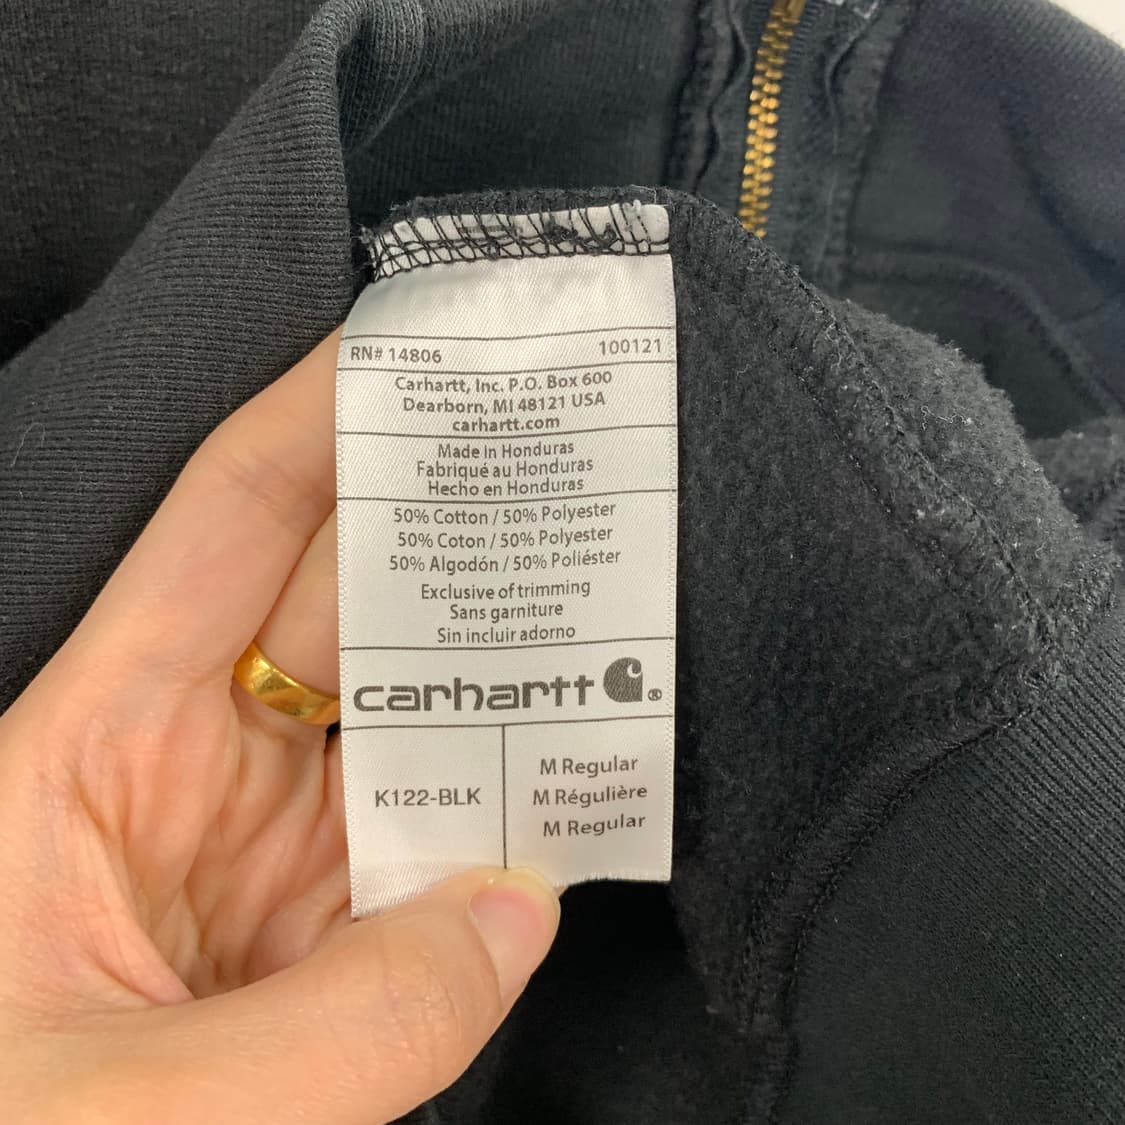 RN# 14806 100121
Carhartt, Inc. P.O. Box 600
Dearborn, MI 48121 USA
carhartt.com
Made in Honduras
Fabriqué au Honduras
Hecho en Honduras
50% Cotton / 50% Polyester
50% Coton / 50% Polyester
50% Algodón / 50% Poliéster
Exclusive of trimming
Sans garniture
Sin incluir adorno
carhartt ®
K122-BLK
M Regular
M Régulière
M Regular